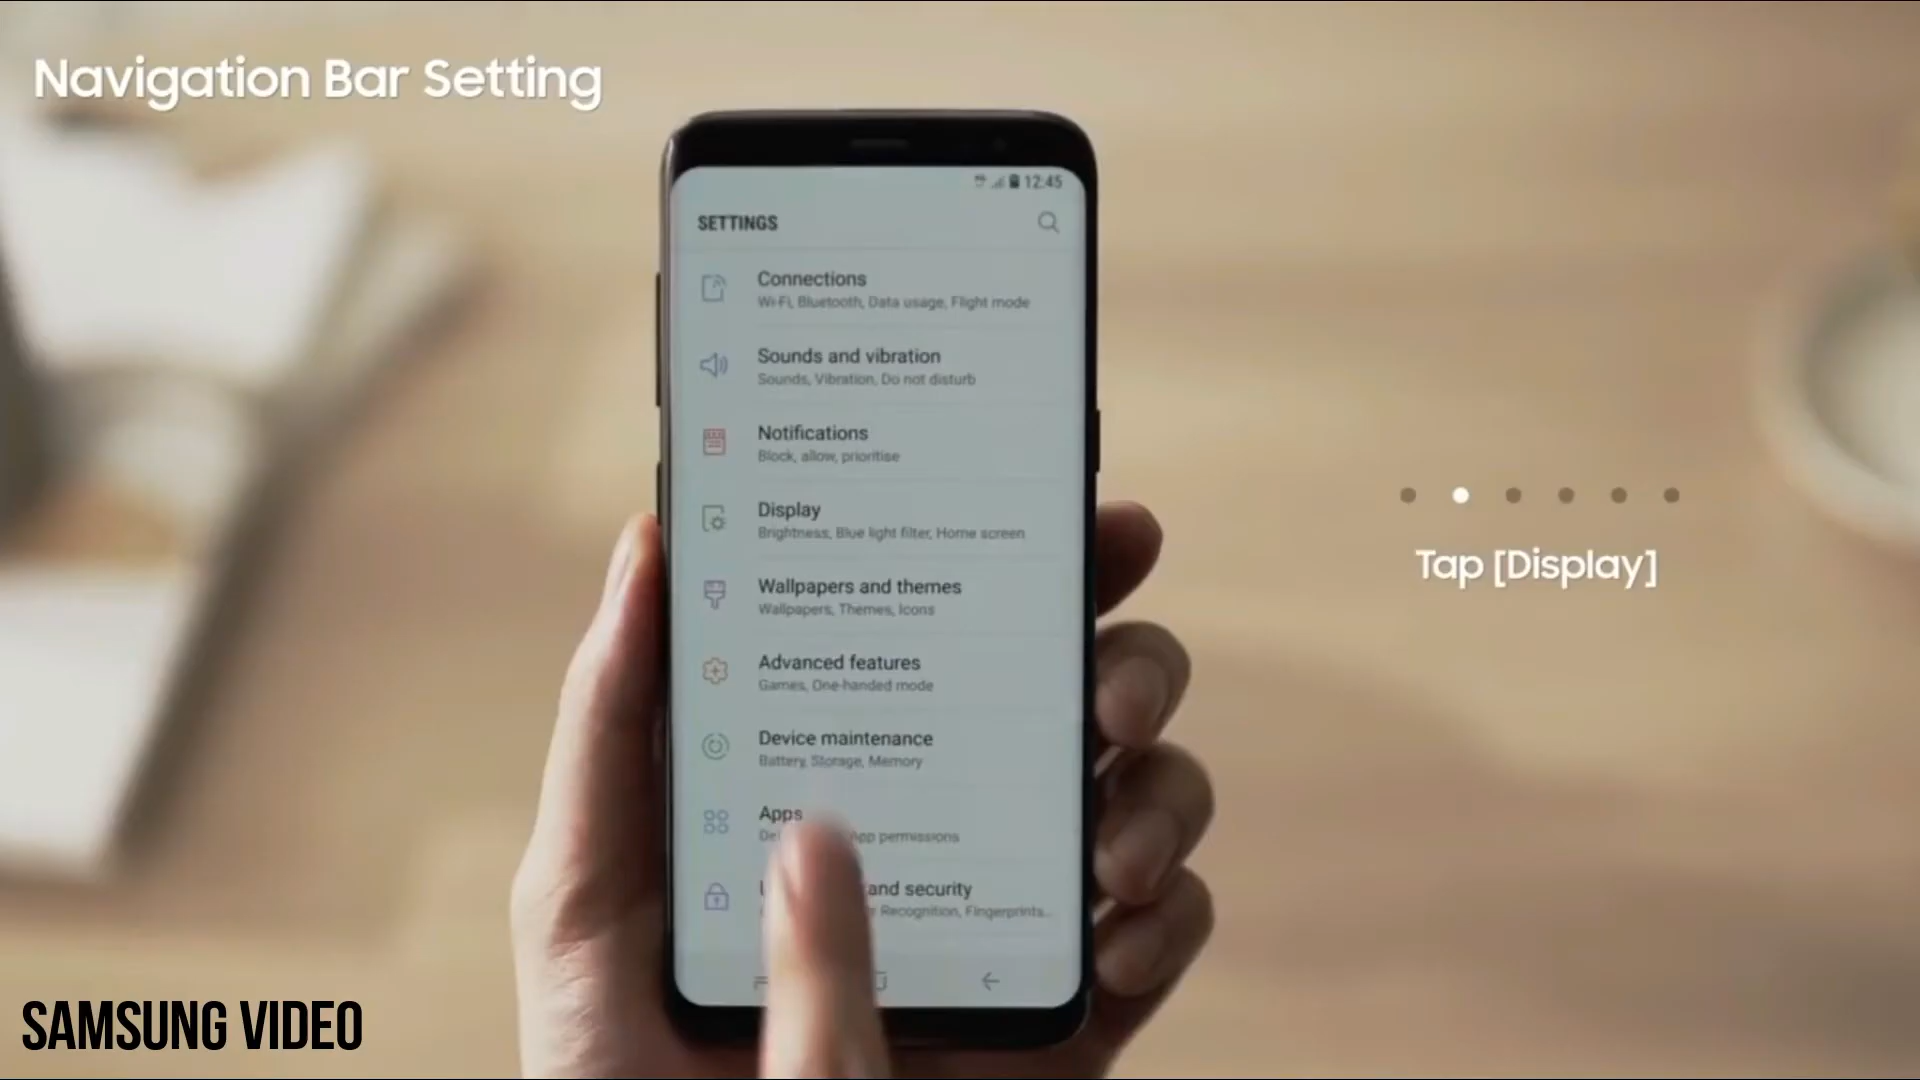 Navigation Bar Setting
12:45
SETTINGS
Connections
Wi-Fi, Bluetooth, Data usage, Flight mode
Sounds and vibration
Sounds, Vibration, Do not disturb
Notifications
Block, allow, prioritise
Display
Brightness, Blue light filter, Home screen
Tap [Display]
Wallpapers and themes
Wallpapers, Themes, Icons
Advanced features
Games, One-handed mode
Device maintenance
Battery, Storage, Memory
Apps
App permissions
and security
Recognition, Fingerprints...
SAMSUNG VIDEO